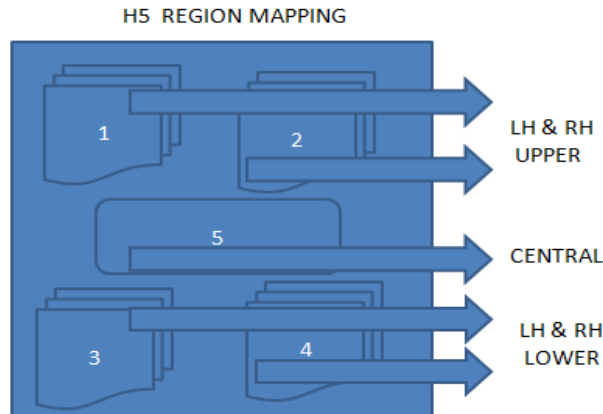 H5 REGION MAPPING
1
2
LH & RH
UPPER
5
CENTRAL
3
4
LH & RH
LOWER